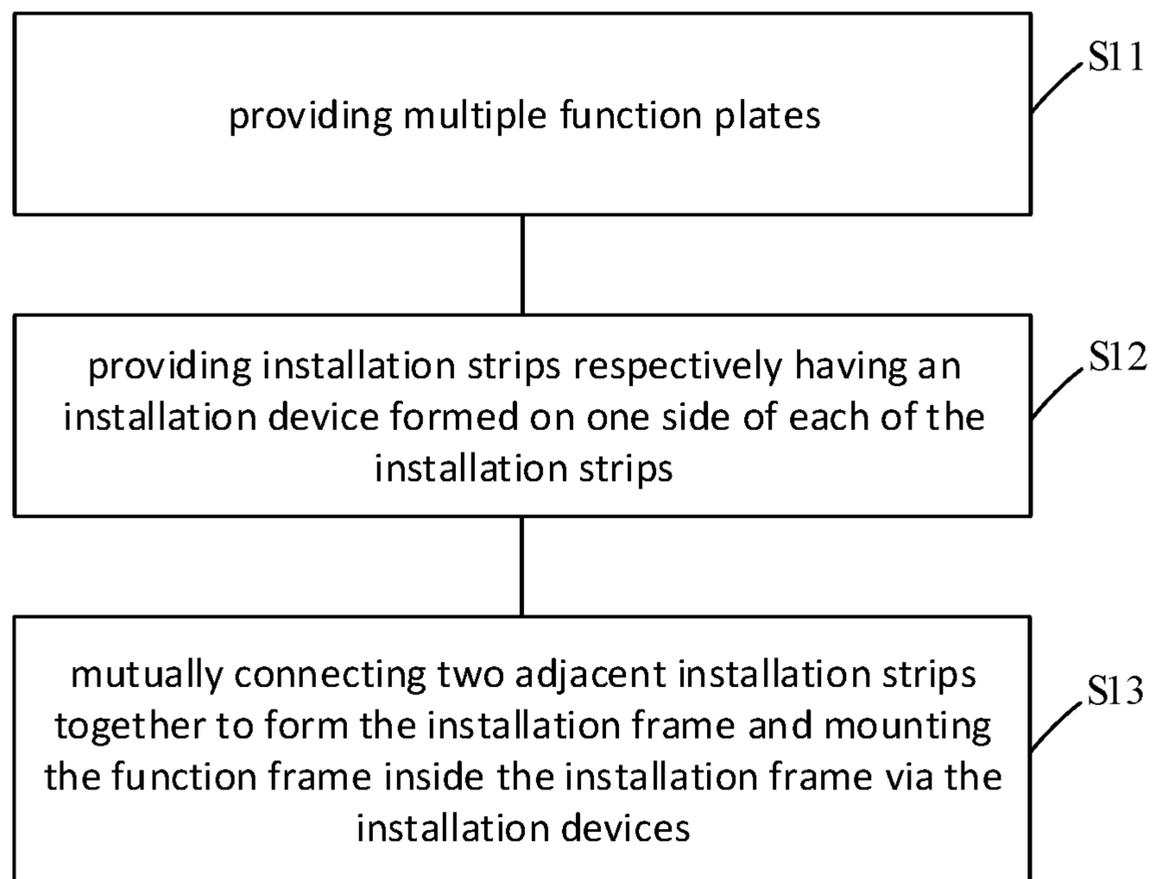 S11
providing multiple function plates
S12
providing installation strips respectively having an
installation device formed on one side of each of the
installation strips
S13
mutually connecting two adjacent installation strips
together to form the installation frame and mounting
the function frame inside the installation frame via the
installation devices